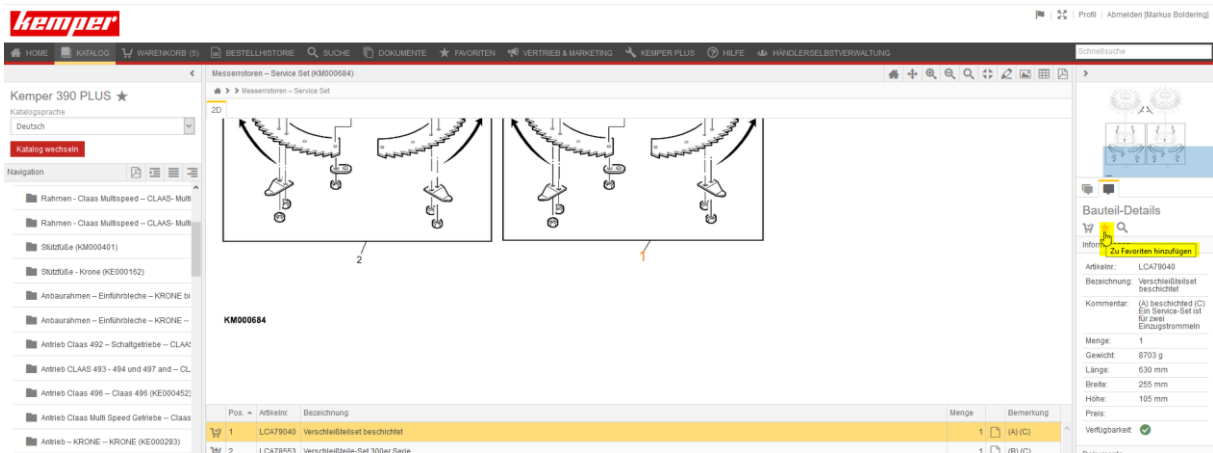 kemper
Profil | Abmelden [Markus Boldering]
HOME KATALOG WARENKORB (5) BESTELLHISTORIE SUCHE DOKUMENTE FAVORITEN VERTRIEB & MARKETING KEMPER PLUS HILFE HÄNDLERSELBSTVERWALTUNG
Schnellsuche
Kemper 390 PLUS
Katalogsprache
Deutsch
Katalog wechseln
Navigation
Rahmen - Claas Multispeed -- CLAAS- Multi
Rahmen - Claas Multispeed -- CLAAS- Multi
Stützfüße (KM000401)
Stützfüße - Krone (KE000162)
Anbaurahmen – Einführbleche – KRONE bi
Anbaurahmen – Einführbleche – KRONE –
Antrieb Claas 492 – Schaltgetriebe – CLAAS
Antrieb CLAAS 493 - 494 und 497 and -- CL
Antrieb Claas 496 – Claas 496 (KE000452)
Antrieb Claas Multi Speed Getriebe – Claas
Antrieb – KRONE -- KRONE (KE000293)
Messerrotoren – Service Set (KM000684)
Messerrotoren – Service Set
2D
2
1
KM000684
Pos. Artikelnr. Bezeichnung Menge Bemerkung
1 LCA79040 Verschleißteilset beschichtet 1 (A) (C)
2 LCA78553 Verschleißteile-Set 300er Serie 1 (B) (C)
Bauteil-Details
Zu Favoriten hinzufügen
Artikelnr.: LCA79040
Bezeichnung: Verschleißteilset
beschichtet
Kommentar: (A) beschichted (C)
Ein Service-Set ist
für zwei
Einzugstrommeln
Menge: 1
Gewicht: 8703 g
Länge: 630 mm
Breite: 255 mm
Höhe: 105 mm
Preis:
Verfügbarkeit: